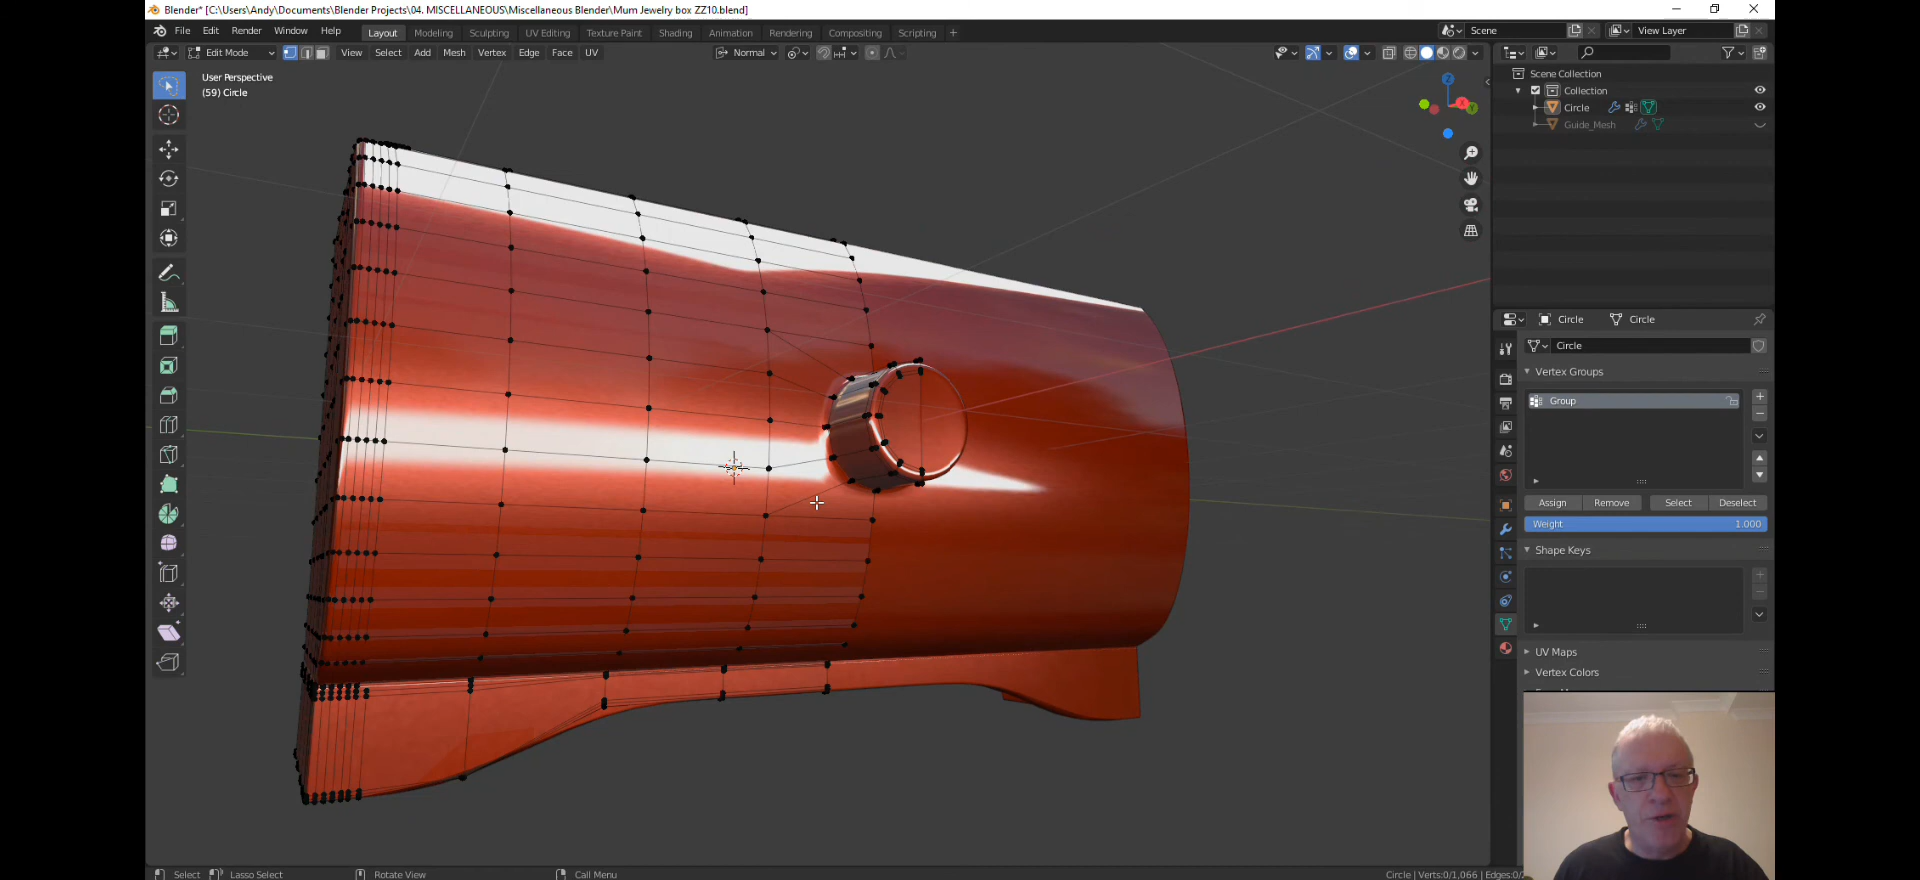 Blender* [C:\Users\Andy\Documents\Blender Projects\04. MISCELLANEOUS\Miscellaneous Blender\Mum Jewelry box ZZ10.blend]
File Edit Render Window Help Layout Modeling Sculpting UV Editing Texture Paint Shading Animation Rendering Compositing Scripting + Scene View Layer
Edit Mode View Select Add Mesh Vertex Edge Face UV Normal
User Perspective
(59) Circle
Z
X
Y
Scene Collection
Collection
Circle
Guide_Mesh
Circle Circle
Circle
Vertex Groups
Group
Assign Remove Select Deselect
Weight 1.000
Shape Keys
UV Maps
Vertex Colors
Select Lasso Select Rotate View Call Menu Circle | Verts:0/1,066 | Edges:0/